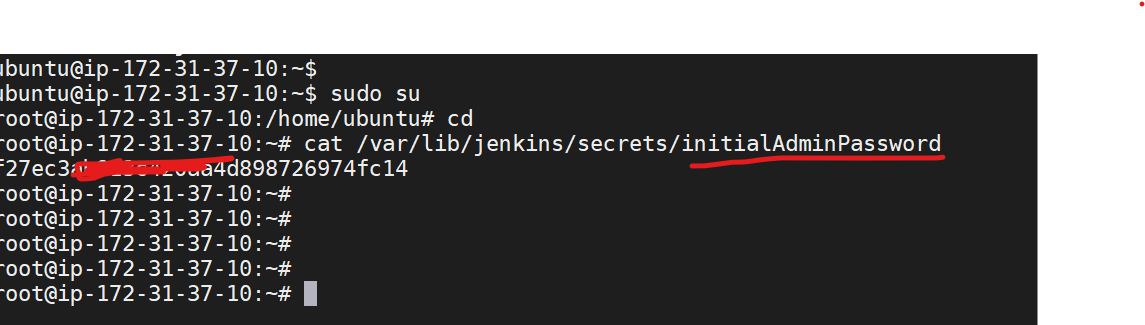 ubuntu@ip-172-31-37-10:~$
ubuntu@ip-172-31-37-10:~$ sudo su
root@ip-172-31-37-10:/home/ubuntu# cd
root@ip-172-31-37-10:~# cat /var/lib/jenkins/secrets/initialAdminPassword
root@ip-172-31-37-10:~#
root@ip-172-31-37-10:~#
root@ip-172-31-37-10:~#
root@ip-172-31-37-10:~#
root@ip-172-31-37-10:~#